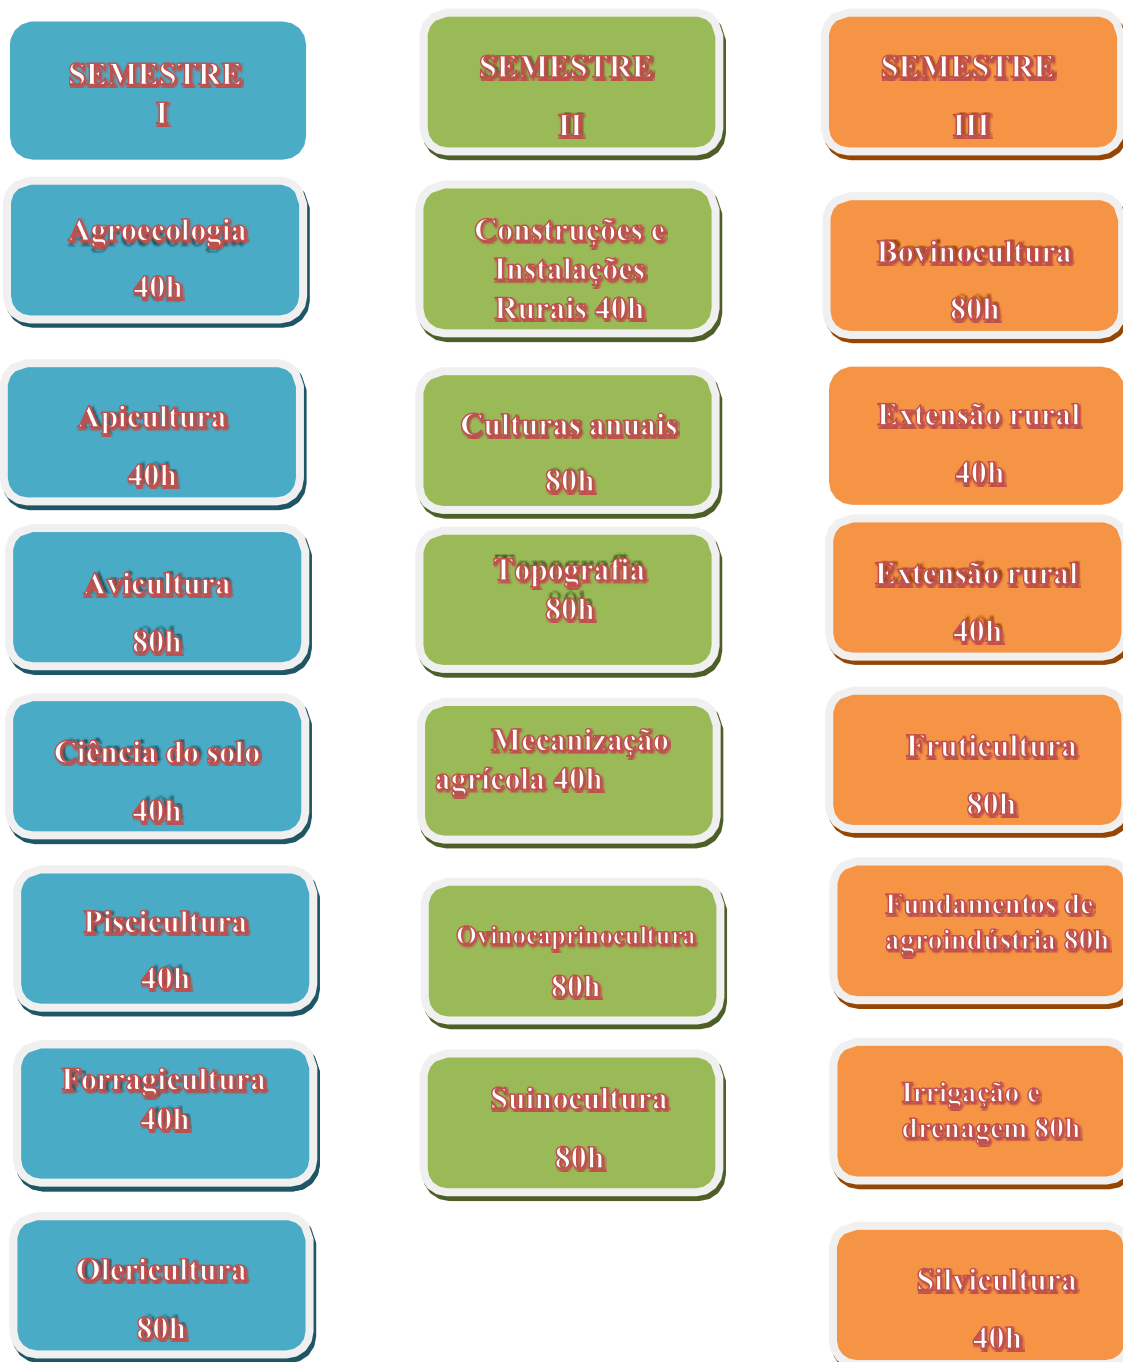 SEMESTRE
I
Agroecologia
40h
Apicultura
40h
Avicultura
80h
Ciência do solo
40h
Piscicultura
40h
Forragicultura
40h
Olericultura
80h
SEMESTRE
II
Construções e
Instalações
Rurais 40h
Culturas anuais
80h
Topografia
80h
Mecanização
agrícola 40h
Ovinocaprinocultura
80h
Suinocultura
80h
SEMESTRE
III
Bovinocultura
80h
Extensão rural
40h
Extensão rural
40h
Fruticultura
80h
Fundamentos de
agroindústria 80h
Irrigação e
drenagem 80h
Silvicultura
40h